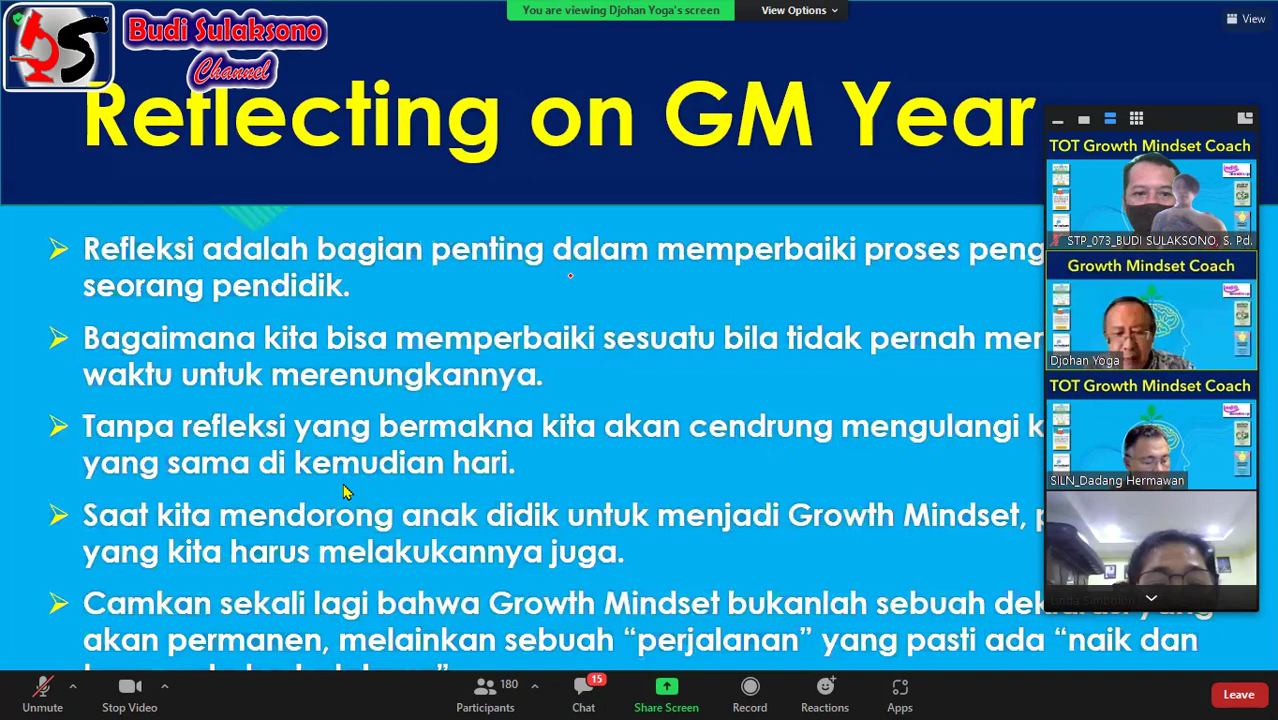 You are viewing Djohan Yoga's screen
View Options
View
Budi Sulaksono
Channel
Reflecting on GM Year
Refleksi adalah bagian penting dalam memperbaiki proses
seorang pendidik.
Bagaimana kita bisa memperbaiki sesuatu bila tidak pernah
waktu untuk merenungkannya.
Tanpa refleksi yang bermakna kita akan cendrung mengulangi
yang sama di kemudian hari.
Saat kita mendorong anak didik untuk menjadi Growth Mindset,
yang kita harus melakukannya juga.
Camkan sekali lagi bahwa Growth Mindset bukanlah sebuah yang
akan permanen, melainkan sebuah “perjalanan” yang pasti ada “naik dan
TOT Growth Mindset Coach
STP_073_BUDI SULAKSONO, S. Pd.
Growth Mindset Coach
Djohan Yoga
TOT Growth Mindset Coach
SILN_Dadang Hermawan
Unmute
Stop Video
180
Participants
15
Chat
Share Screen
Record
Reactions
Apps
Leave